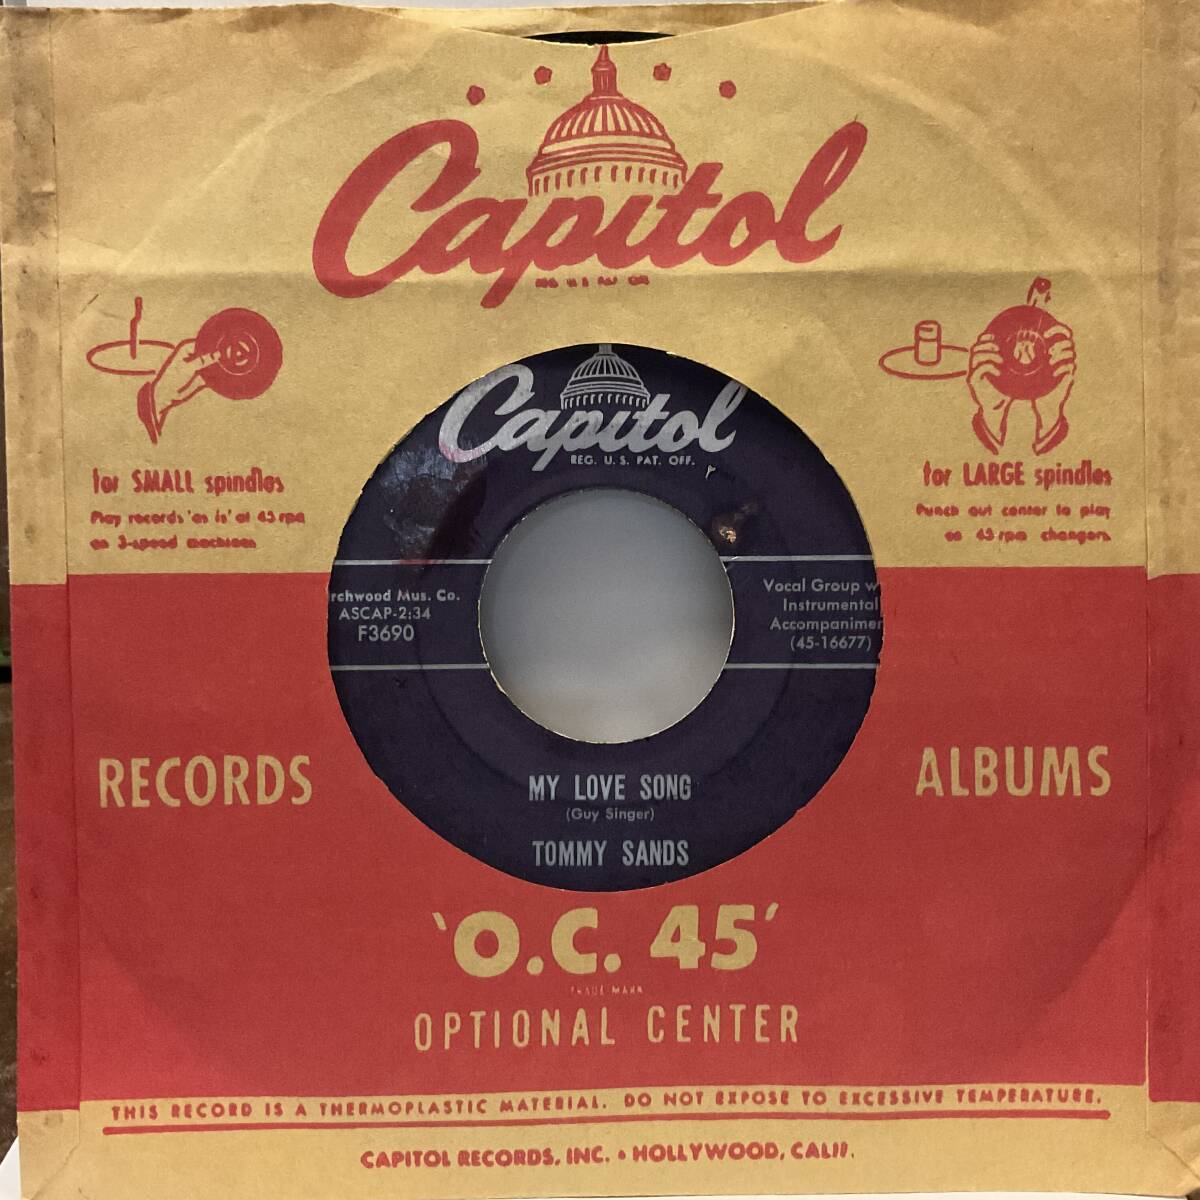 Capitol
REG. U.S. PAT. OFF.
for SMALL spindles
Play records 'as is' at 45 rpm
on 3-speed machines
for LARGE spindles
Punch out center to play
on 45 rpm changers
Capitol
REG. U. S. PAT. OFF.
rchwood Mus. Co.
ASCAP-2:34
F3690
Vocal Group w
Instrumental
Accompanimen
(45-16677)
MY LOVE SONG
(Guy Singer)
TOMMY SANDS
RECORDS
ALBUMS
'O.C. 45'
TRADE MARK
OPTIONAL CENTER
THIS RECORD IS A THERMOPLASTIC MATERIAL. DO NOT EXPOSE TO EXCESSIVE TEMPERATURE.
CAPITOL RECORDS, INC. • HOLLYWOOD, CALIF.